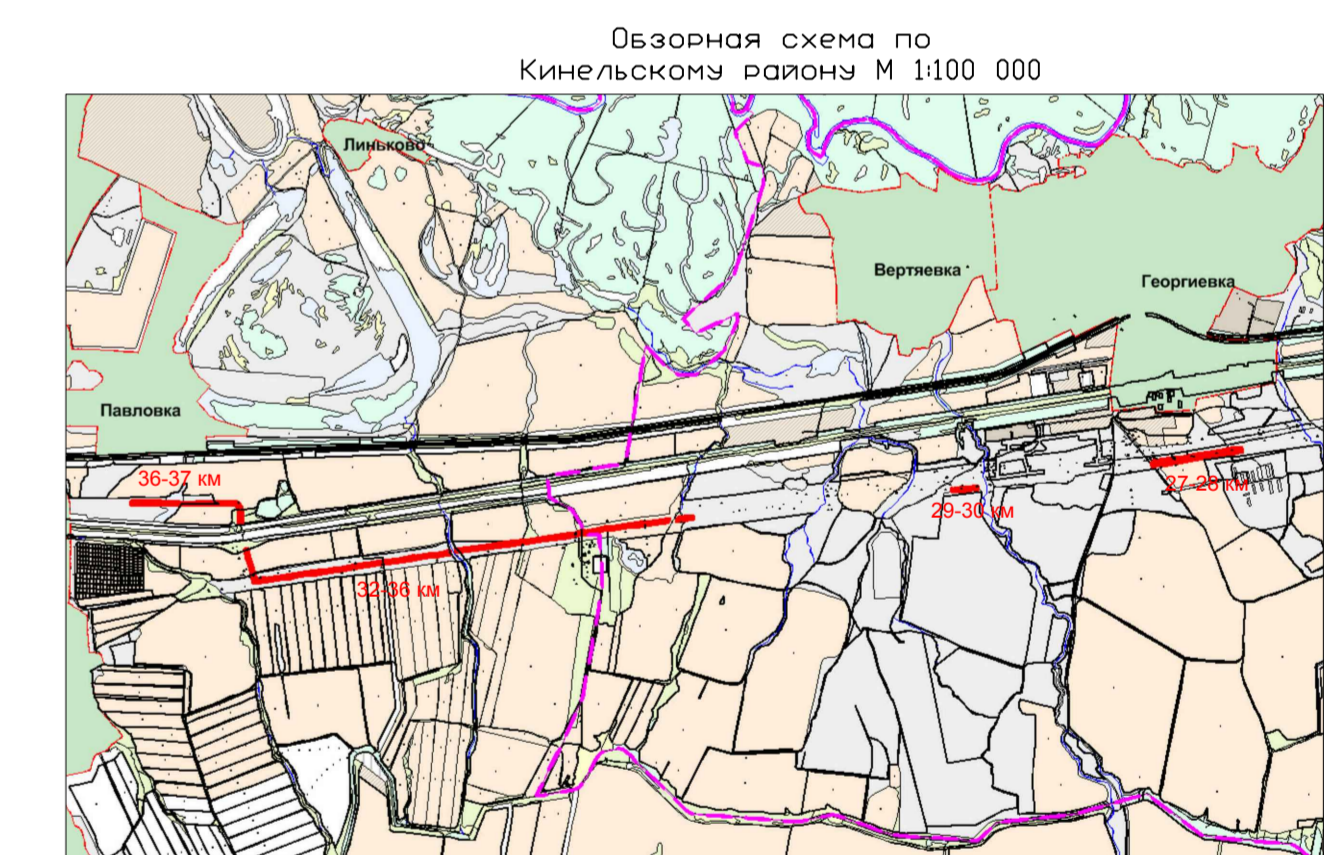 Обзорная схема по
Кинельскому району М 1:100 000
Линьково
Вертяевка
Георгиевка
Павловка
36-37 км
27-28 км
29-30 км
32-36 км